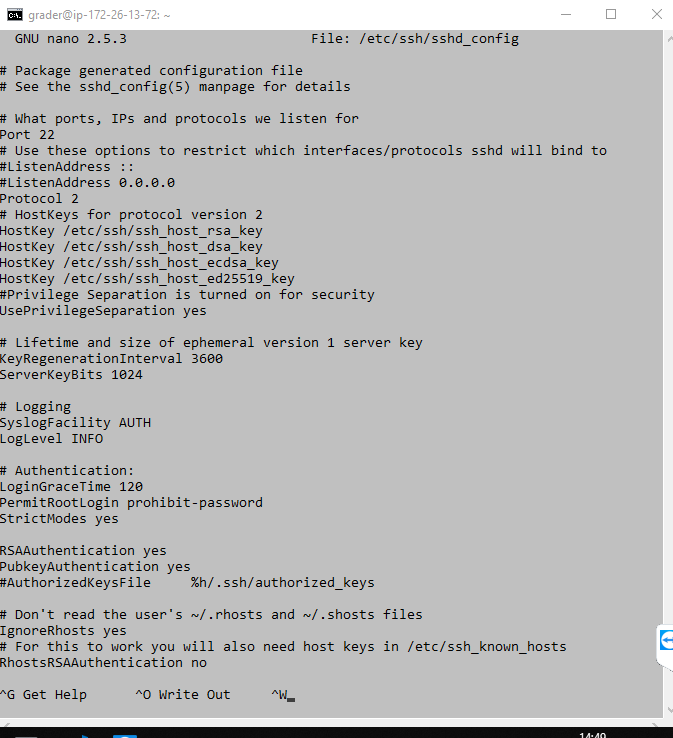 grader@ip-172-26-13-72: ~
GNU nano 2.5.3 File: /etc/ssh/sshd_config
# Package generated configuration file
# See the sshd_config(5) manpage for details
# What ports, IPs and protocols we listen for
Port 22
# Use these options to restrict which interfaces/protocols sshd will bind to
#ListenAddress ::
#ListenAddress 0.0.0.0
Protocol 2
# HostKeys for protocol version 2
HostKey /etc/ssh/ssh_host_rsa_key
HostKey /etc/ssh/ssh_host_dsa_key
HostKey /etc/ssh/ssh_host_ecdsa_key
HostKey /etc/ssh/ssh_host_ed25519_key
#Privilege Separation is turned on for security
UsePrivilegeSeparation yes
# Lifetime and size of ephemeral version 1 server key
KeyRegenerationInterval 3600
ServerKeyBits 1024
# Logging
SyslogFacility AUTH
LogLevel INFO
# Authentication:
LoginGraceTime 120
PermitRootLogin prohibit-password
StrictModes yes
RSAAuthentication yes
PubkeyAuthentication yes
#AuthorizedKeysFile %h/.ssh/authorized_keys
# Don't read the user's ~/.rhosts and ~/.shosts files
IgnoreRhosts yes
# For this to work you will also need host keys in /etc/ssh_known_hosts
RhostsRSAAuthentication no
^G Get Help ^O Write Out ^W